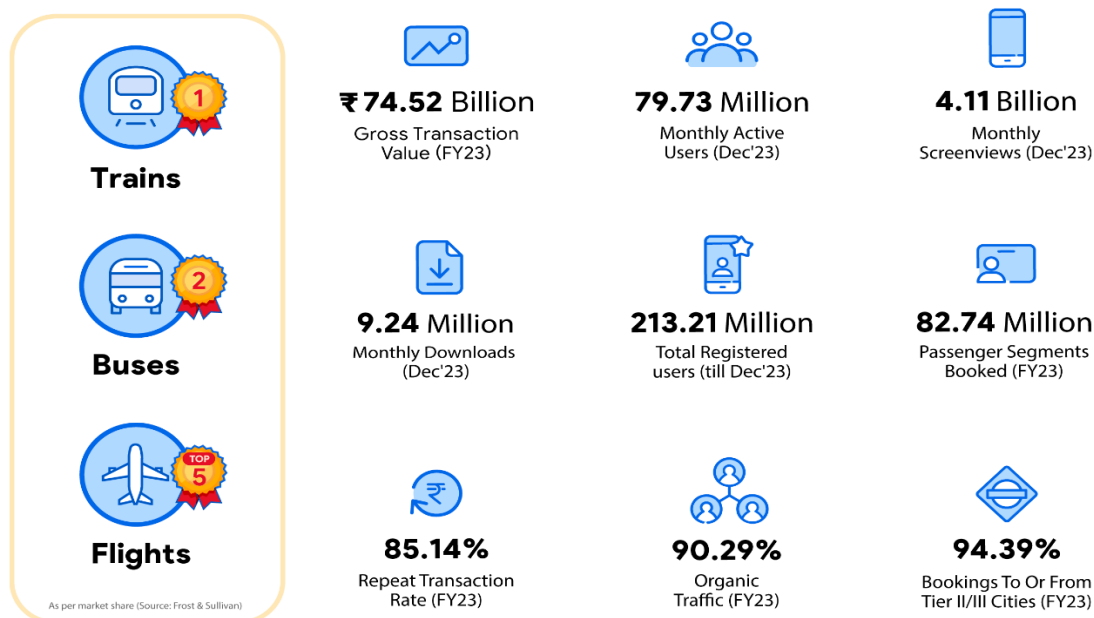 1
Trains
2
Buses
TOP
5
Flights
As per market share (Source: Frost & Sullivan)
₹ 74.52 Billion
Gross Transaction
Value (FY23)
79.73 Million
Monthly Active
Users (Dec'23)
4.11 Billion
Monthly
Screenviews (Dec'23)
9.24 Million
Monthly Downloads
(Dec'23)
213.21 Million
Total Registered
users (till Dec'23)
82.74 Million
Passenger Segments
Booked (FY23)
₹
85.14%
Repeat Transaction
Rate (FY23)
90.29%
Organic
Traffic (FY23)
94.39%
Bookings To Or From
Tier II/III Cities (FY23)